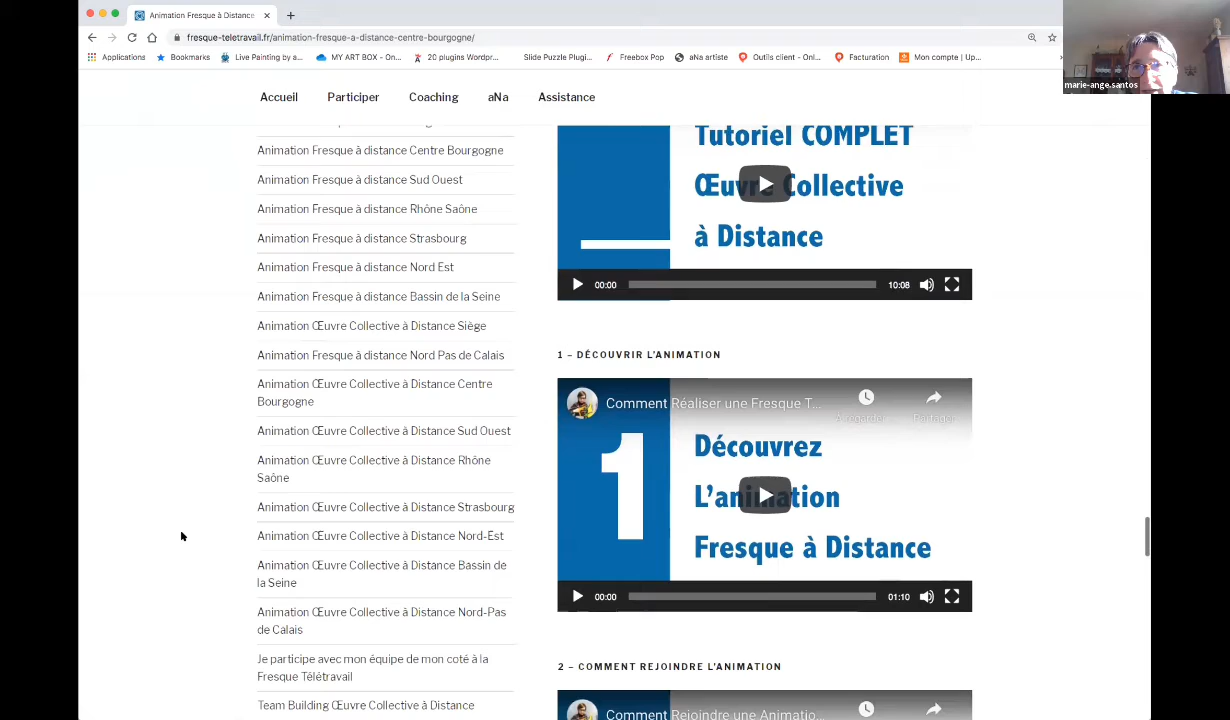 Animation Fresque à Distance
fresque-teletravail.fr/animation-fresque-a-distance-centre-bourgogne/
Applications
Bookmarks
Live Painting by a...
MY ART BOX - On...
20 plugins Wordpr...
Slide Puzzle Plugi...
Freebox Pop
aNa artiste
Outils client - Onl...
Facturation
Mon compte | Up...
marie-ange.santos
Accueil
Participer
Coaching
aNa
Assistance
Animation Fresque à distance Centre Bourgogne
Animation Fresque à distance Sud Ouest
Animation Fresque à distance Rhône Saône
Animation Fresque à distance Strasbourg
Animation Fresque à distance Nord Est
Animation Fresque à distance Bassin de la Seine
Animation Œuvre Collective à Distance Siège
Animation Fresque à distance Nord Pas de Calais
Animation Œuvre Collective à Distance Centre
Bourgogne
Animation Œuvre Collective à Distance Sud Ouest
Animation Œuvre Collective à Distance Rhône
Saône
Animation Œuvre Collective à Distance Strasbourg
Animation Œuvre Collective à Distance Nord-Est
Animation Œuvre Collective à Distance Bassin de
la Seine
Animation Œuvre Collective à Distance Nord-Pas
de Calais
Je participe avec mon équipe de mon coté à la
Fresque Télétravail
Team Building Œuvre Collective à Distance
Tutoriel COMPLET
Œuvre Collective
à Distance
00:00
10:08
1 – DÉCOUVRIR L'ANIMATION
Comment Réaliser une Fresque T...
À regarder ...
Partager
1
Découvrez
L'animation
Fresque à Distance
00:00
01:10
2 – COMMENT REJOINDRE L'ANIMATION
Comment Rejoindre une Animatio...